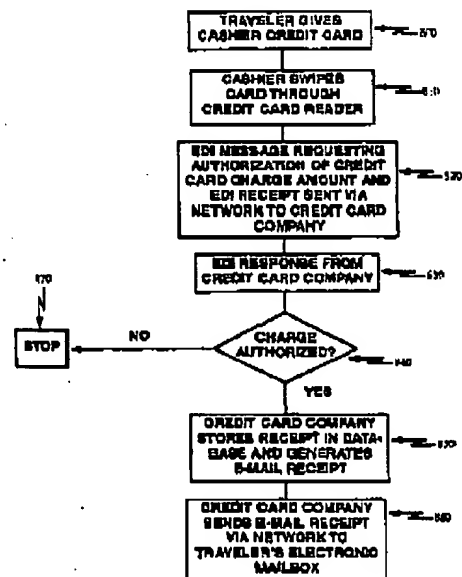 TRAVELER GIVES
CASHIER CREDIT CARD
CASHIER SWIPES
CARD THROUGH
CREDIT CARD READER
EDI MESSAGE REQUESTING
AUTHORIZATION OF CREDIT
CARD CHARGE AMOUNT AND
EDI RECEIPT SENT VIA
NETWORK TO CREDIT CARD
COMPANY
EDI RESPONSE FROM
CREDIT CARD COMPANY
CHARGE
AUTHORIZED?
NO
STOP
YES
CREDIT CARD COMPANY
STORES RECEIPT IN DATA-
BASE AND GENERATES
E-MAIL RECEIPT
CREDIT CARD COMPANY
SENDS E-MAIL RECEIPT
VIA NETWORK TO
TRAVELER'S ELECTRONIC
MAILBOX